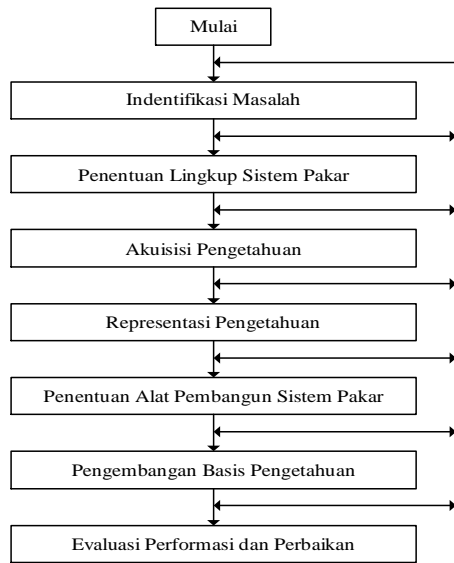 Mulai
Indentifikasi Masalah
Penentuan Lingkup Sistem Pakar
Akuisisi Pengetahuan
Representasi Pengetahuan
Penentuan Alat Pembangun Sistem Pakar
Pengembangan Basis Pengetahuan
Evaluasi Performasi dan Perbaikan